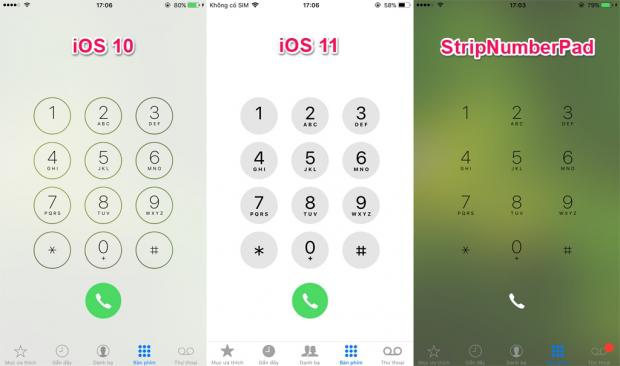 17:06
80%
iOS 10
1
2
ABC
3
DEF
4
GHI
5
JKL
6
MNO
7
PQRS
8
TUV
9
WXYZ
*
0
+
#
Mục ưa thích
Gần đây
Danh bạ
Bàn phím
Thư thoại
Không có SIM
17:06
58%
iOS 11
1
2
ABC
3
DEF
4
GHI
5
JKL
6
MNO
7
PQRS
8
TUV
9
WXYZ
*
0
+
#
Mục ưa thích
Gần đây
Danh bạ
Bàn phím
Thư thoại
17:03
79%
StripNumberPad
1
2
ABC
3
DEF
4
GHI
5
JKL
6
MNO
7
PQRS
8
TUV
9
WXYZ
*
0
+
#
Mục ưa thích
Gần đây
Danh bạ
Bàn phím
Thư thoại